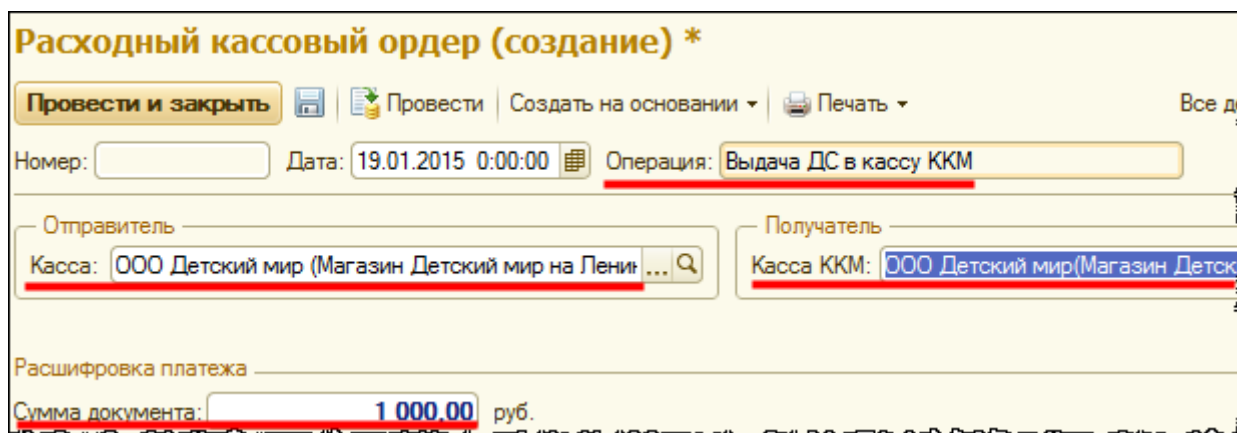 Расходный кассовый ордер (создание) *
Провести и закрыть Провести Создать на основании Печать Все
Номер: Дата: 19.01.2015 0:00:00 Операция: Выдача ДС в кассу ККМ
Отправитель Получатель
Касса: ООО Детский мир (Магазин Детский мир на Ленин ... Касса ККМ: ООО Детский мир(Магазин Детск
Расшифровка платежа
Сумма документа: 1 000,00 руб.